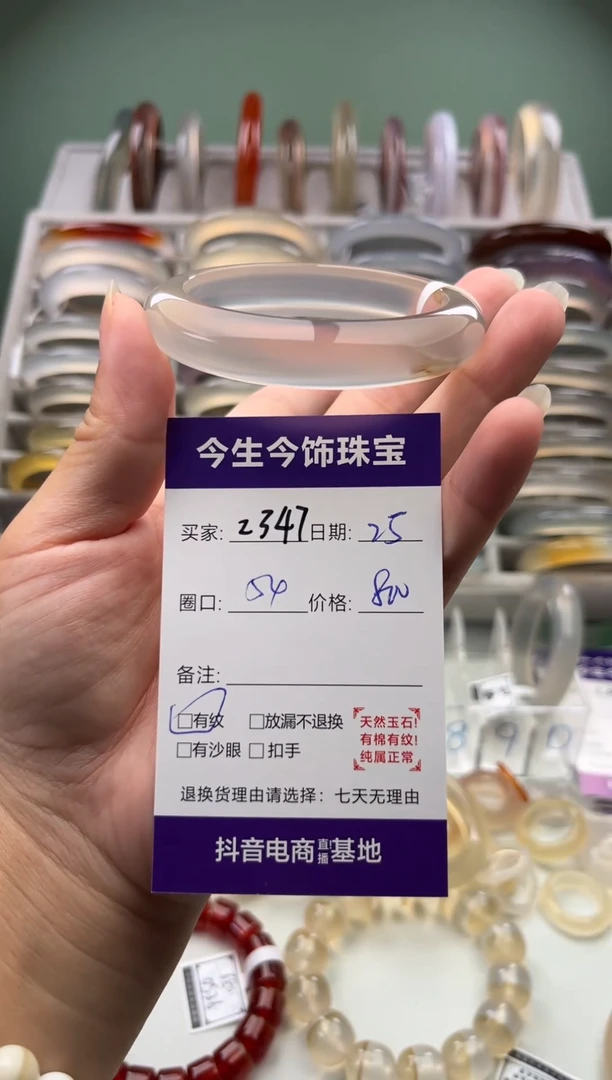 今生今饰珠宝
买家: 2347 日期: 25
圈口: 54 价格: 800
备注:
□有纹 □放漏不退换
□有沙眼 □扣手
天然玉石!
有棉有纹!
纯属正常
退换货理由请选择：七天无理由
抖音电商直播基地
8 9 0